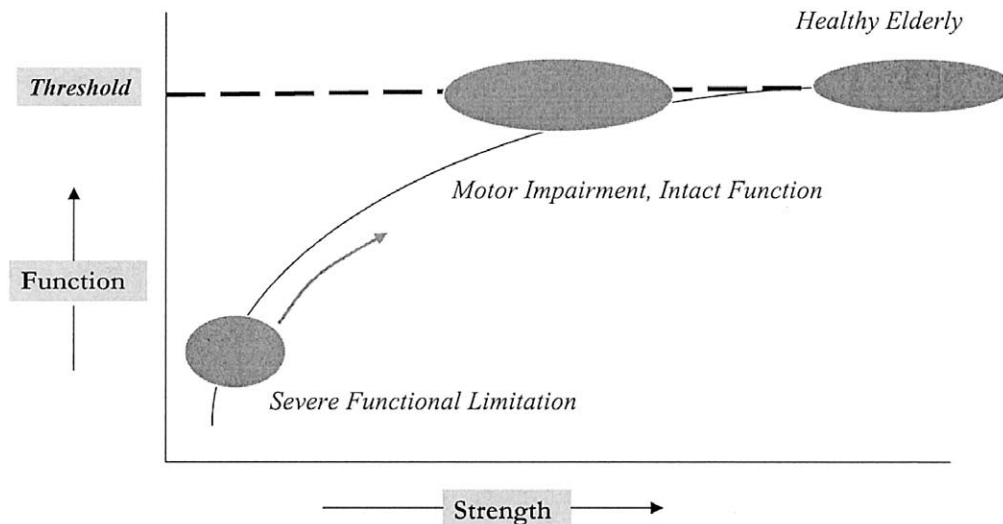 Healthy Elderly
Threshold
Motor Impairment, Intact Function
Function
Severe Functional Limitation
Strength